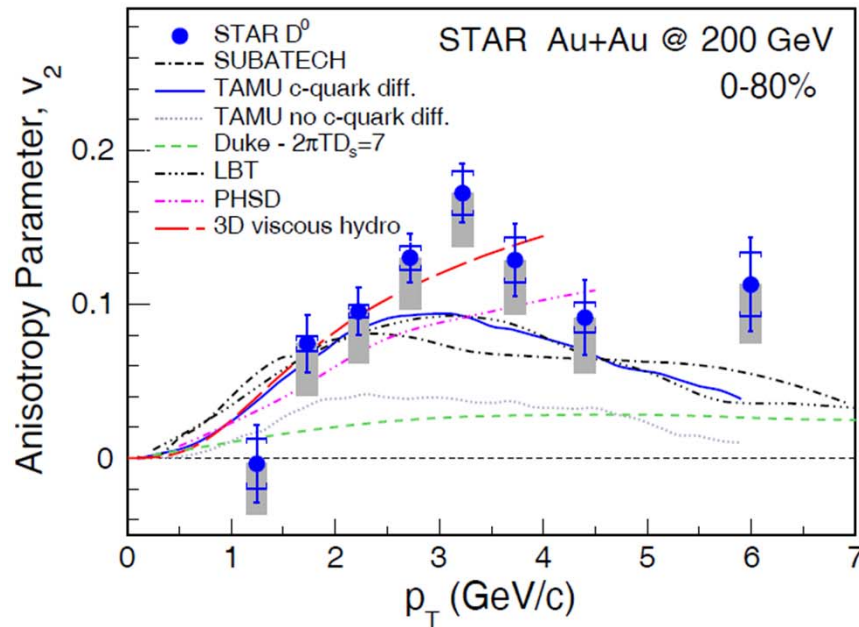 STAR D⁰
SUBATECH
TAMU c-quark diff.
TAMU no c-quark diff.
Duke - 2πTDₛ=7
LBT
PHSD
3D viscous hydro
STAR Au+Au @ 200 GeV
0-80%
Anisotropy Parameter, v₂
0.2
0.1
0
0 1 2 3 4 5 6 7
p_T (GeV/c)